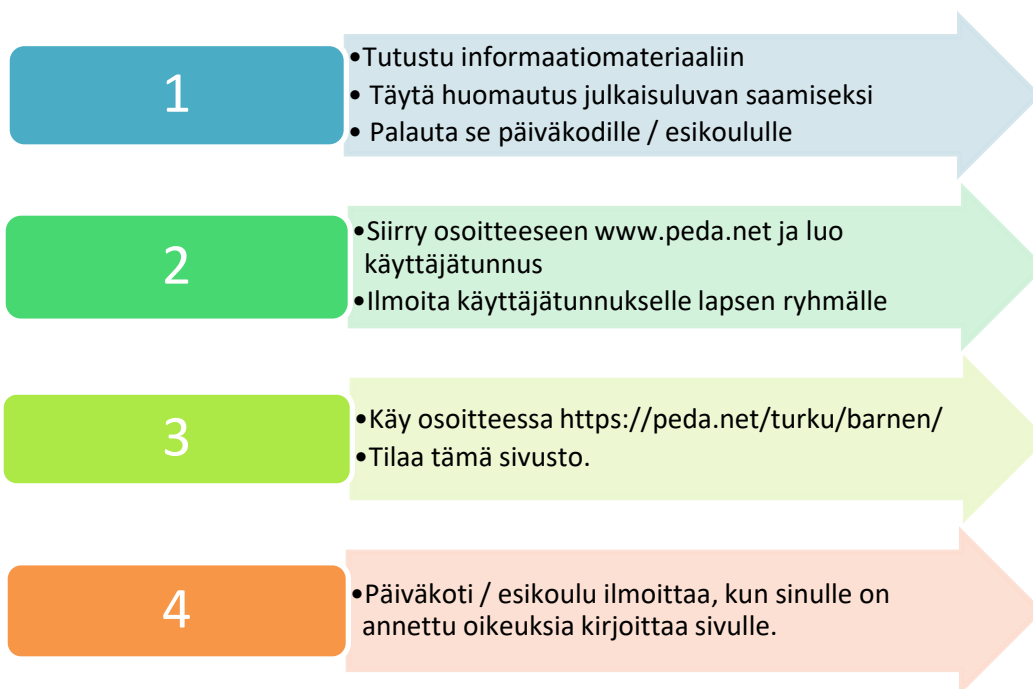 1
•Tutustu informaatiomateriaaliin
• Täytä huomautus julkaisuluvan saamiseksi
• Palauta se päiväkodille / esikoululle
2
•Siirry osoitteeseen www.peda.net ja luo
käyttäjätunnus
•Ilmoita käyttäjätunnukselle lapsen ryhmälle
3
•Käy osoitteessa https://peda.net/turku/barnen/
•Tilaa tämä sivusto.
4
•Päiväkoti / esikoulu ilmoittaa, kun sinulle on
annettu oikeuksia kirjoittaa sivulle.